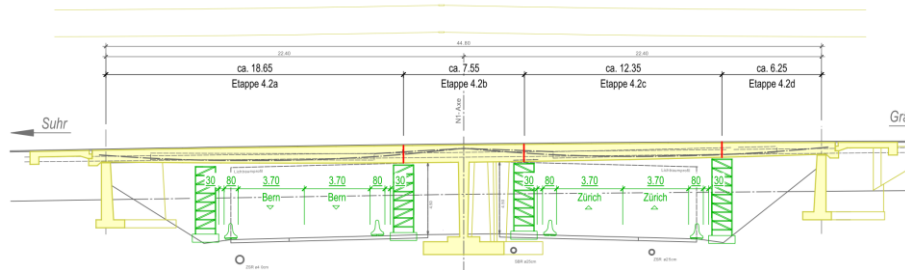 44.80
22.40 22.40
ca. 18.65 ca. 7.55 ca. 12.35 ca. 6.25
Etappe 4.2a Etappe 4.2b Etappe 4.2c Etappe 4.2d
N1-Axe
Suhr Gra
30 80 3.70 3.70 80 30 30 80 3.70 3.70 80 30
Bern Bern Zürich Zürich